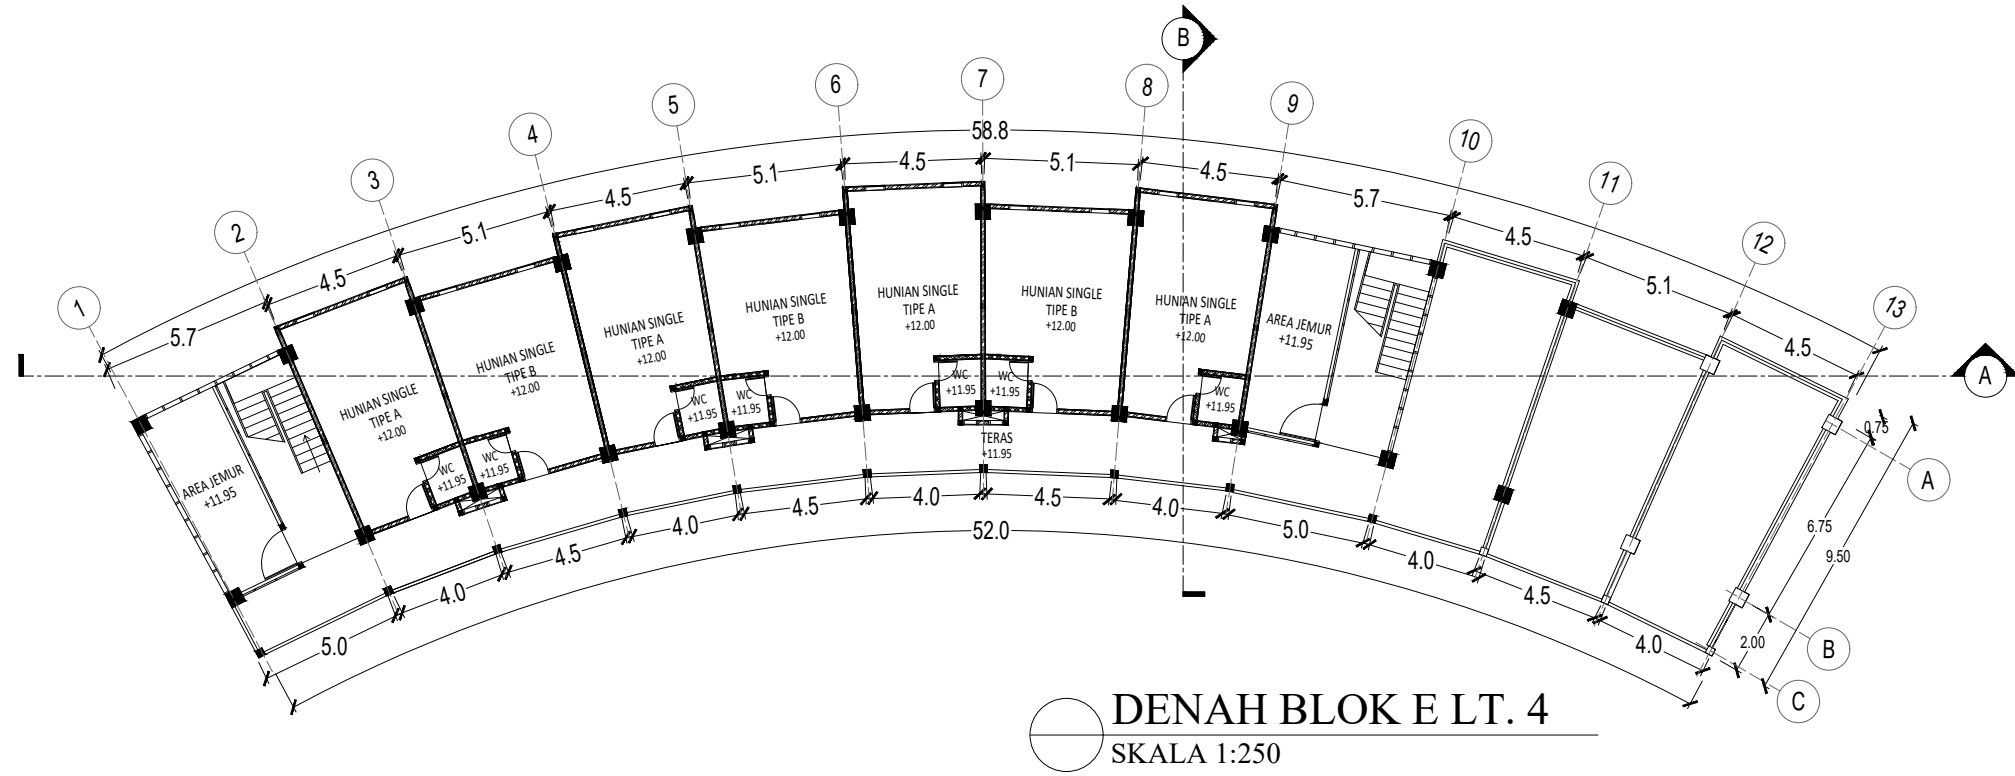 B
1
2
3
4
5
6
7
8
9
10
11
12
13
58.8
5.7
4.5
5.1
4.5
5.1
4.5
5.1
4.5
5.7
4.5
5.1
4.5
AREA JEMUR
+11.95
HUNIAN SINGLE
TIPE A
+12.00
HUNIAN SINGLE
TIPE B
+12.00
HUNIAN SINGLE
TIPE A
+12.00
HUNIAN SINGLE
TIPE B
+12.00
HUNIAN SINGLE
TIPE A
+12.00
HUNIAN SINGLE
TIPE B
+12.00
HUNIAN SINGLE
TIPE A
+12.00
AREA JEMUR
+11.95
WC
+11.95
WC
+11.95
WC
+11.95
WC
+11.95
WC
+11.95
WC
+11.95
WC
+11.95
TERAS
+11.95
A
5.0
4.0
4.5
4.0
4.5
4.0
4.5
4.0
5.0
4.0
4.5
4.0
52.0
0.75
6.75
9.50
2.00
A
B
C
DENAH BLOK E LT. 4
SKALA 1:250